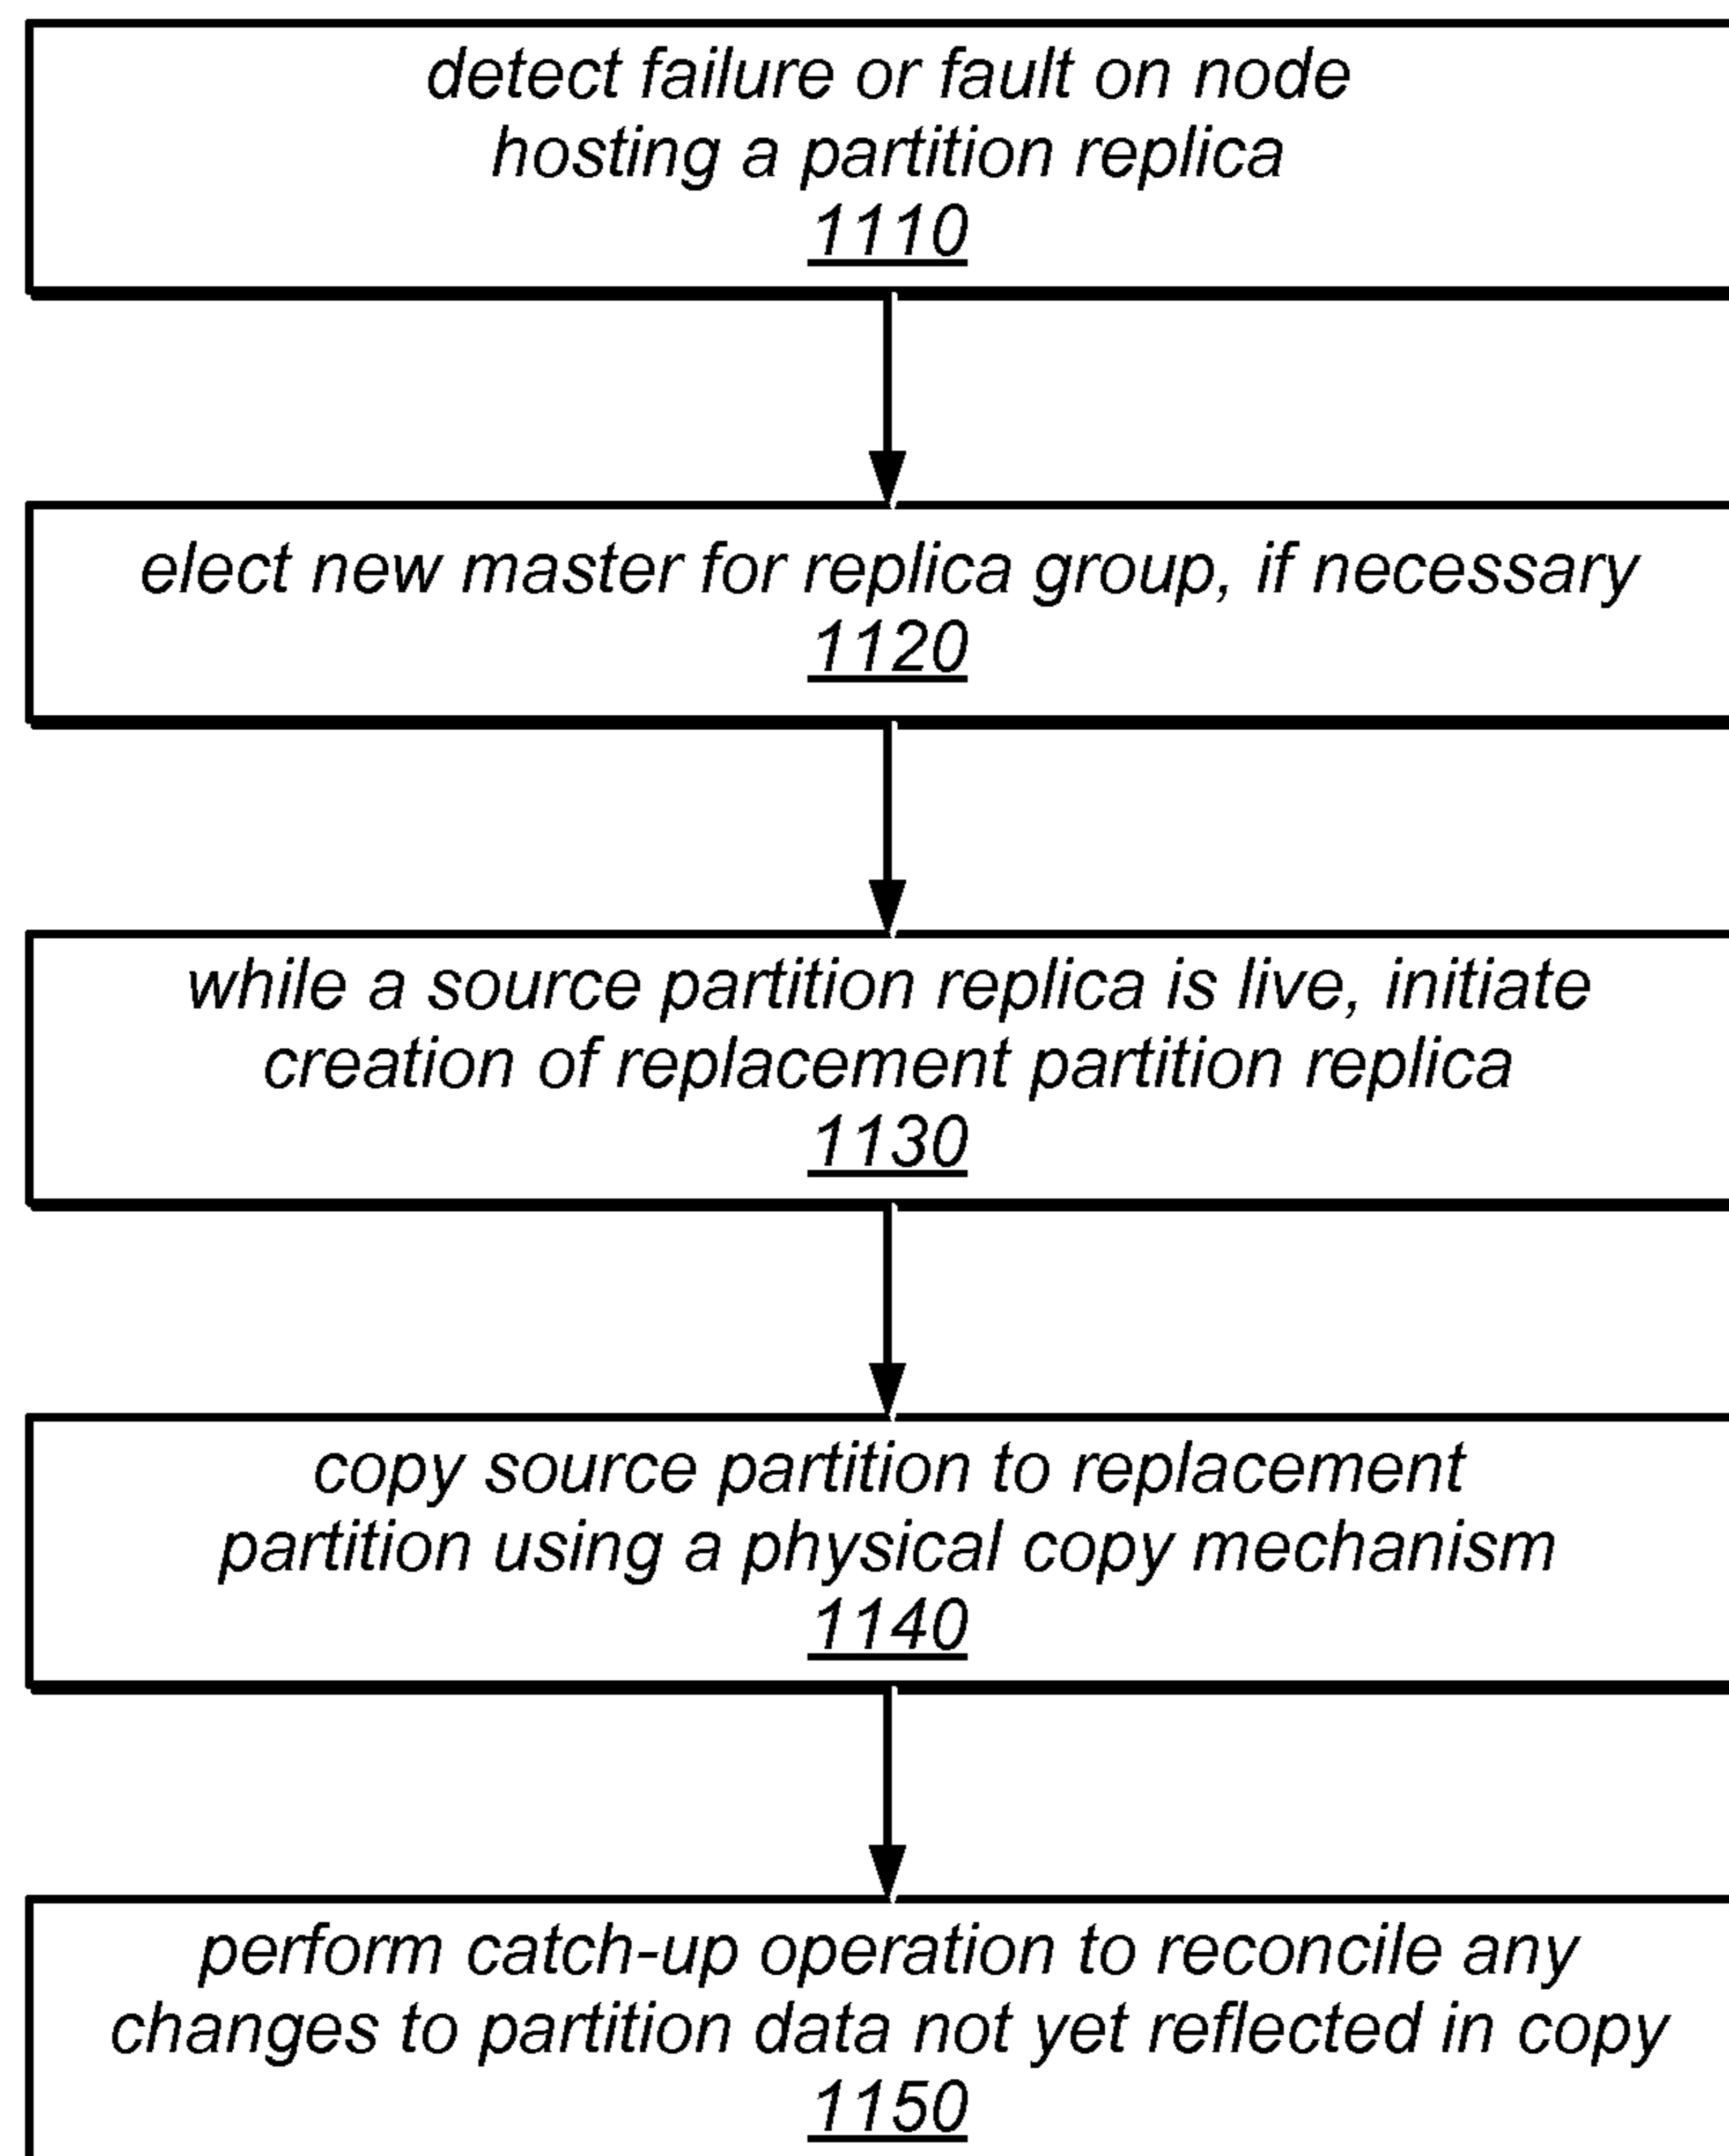 detect failure or fault on node
hosting a partition replica
1110
elect new master for replica group, if necessary
1120
while a source partition replica is live, initiate
creation of replacement partition replica
1130
copy source partition to replacement
partition using a physical copy mechanism
1140
perform catch-up operation to reconcile any
changes to partition data not yet reflected in copy
1150